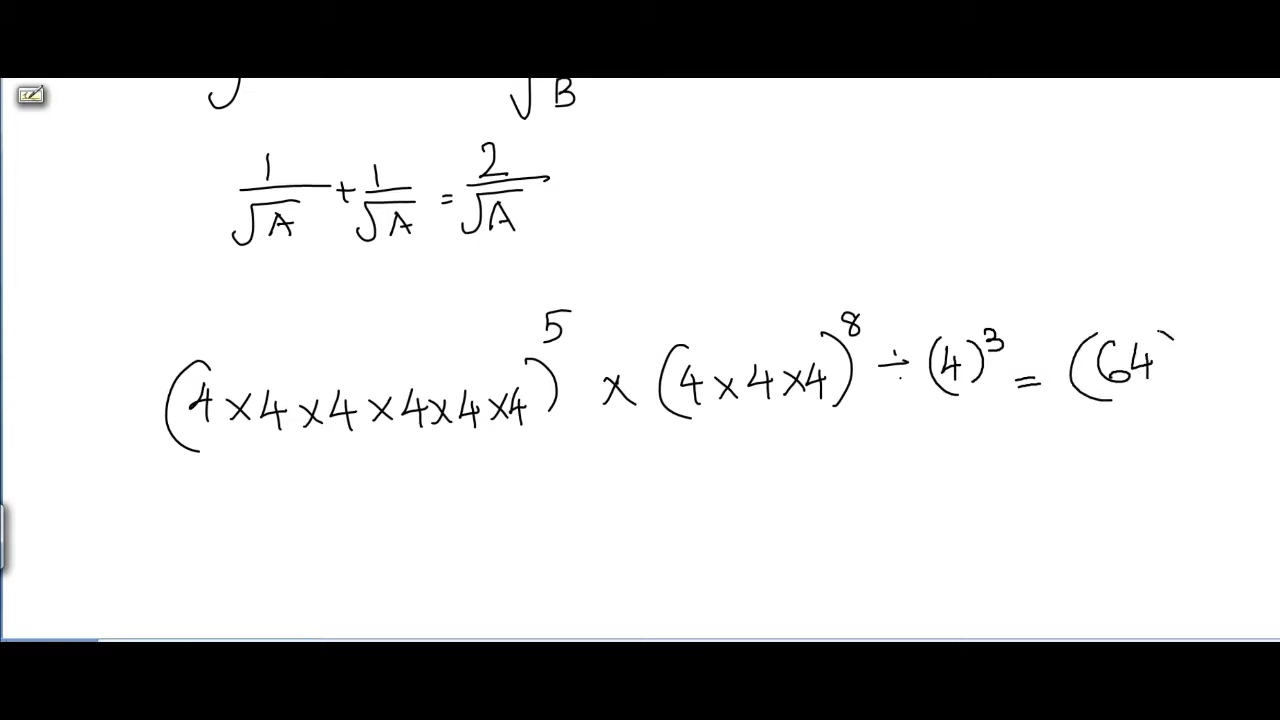 √ √B
1/√A + 1/√A = 2/√A
(4 × 4 × 4 × 4 × 4 × 4)^5 × (4 × 4 × 4)^8 ÷ (4)^3 = (64)